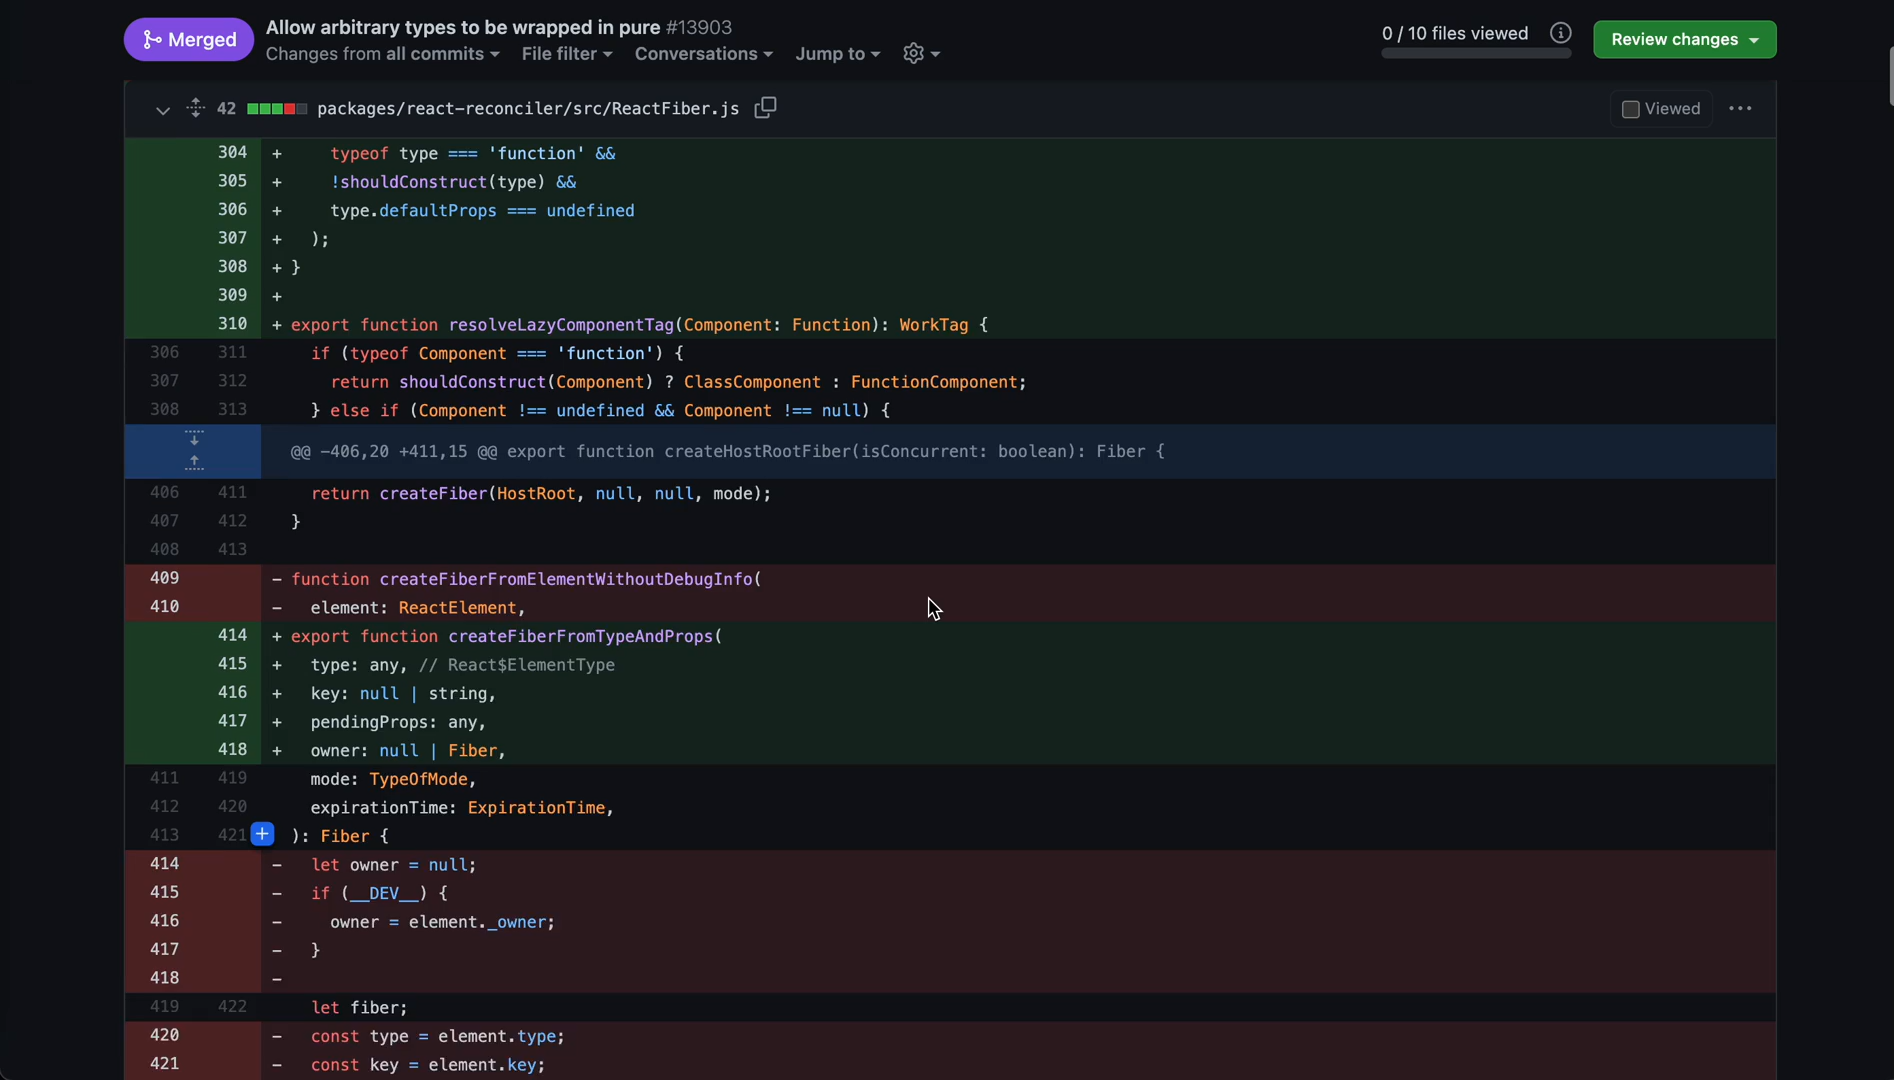 Merged
Allow arbitrary types to be wrapped in pure #13903
Changes from all commits File filter Conversations Jump to
0 / 10 files viewed
Review changes
42 packages/react-reconciler/src/ReactFiber.js
Viewed
304 + typeof type === 'function' &&
305 + !shouldConstruct(type) &&
306 + type.defaultProps === undefined
307 + );
308 + }
309 +
310 + export function resolveLazyComponentTag(Component: Function): WorkTag {
306 311 if (typeof Component === 'function') {
307 312 return shouldConstruct(Component) ? ClassComponent : FunctionComponent;
308 313 } else if (Component !== undefined && Component !== null) {
@@ -406,20 +411,15 @@ export function createHostRootFiber(isConcurrent: boolean): Fiber {
406 411 return createFiber(HostRoot, null, null, mode);
407 412 }
408 413
409 - function createFiberFromElementWithoutDebugInfo(
410 - element: ReactElement,
414 + export function createFiberFromTypeAndProps(
415 + type: any, // React$ElementType
416 + key: null | string,
417 + pendingProps: any,
418 + owner: null | Fiber,
411 419 mode: TypeOfMode,
412 420 expirationTime: ExpirationTime,
413 421 + ): Fiber {
414 - let owner = null;
415 - if (__DEV__) {
416 - owner = element._owner;
417 - }
418 -
419 422 let fiber;
420 - const type = element.type;
421 - const key = element.key;